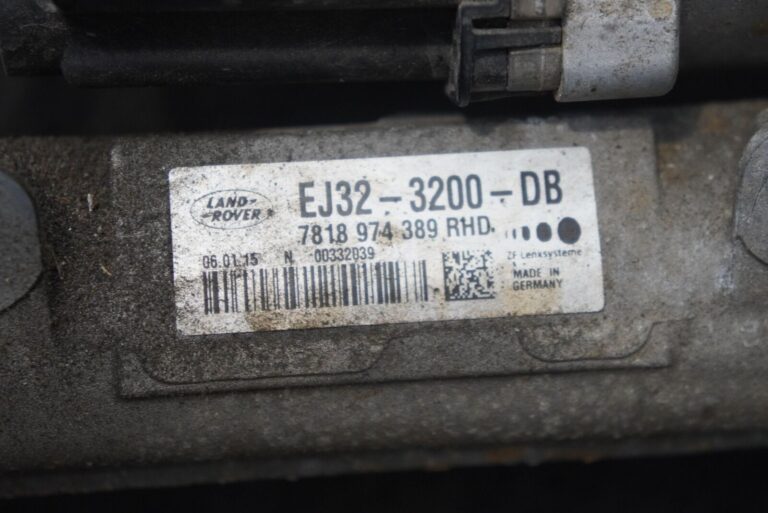 LAND-
-ROVER
EJ32-3200-DB
7818 974 389 RHD
06.01.15 N 00332039
ZF Lenksysteme
MADE IN
GERMANY